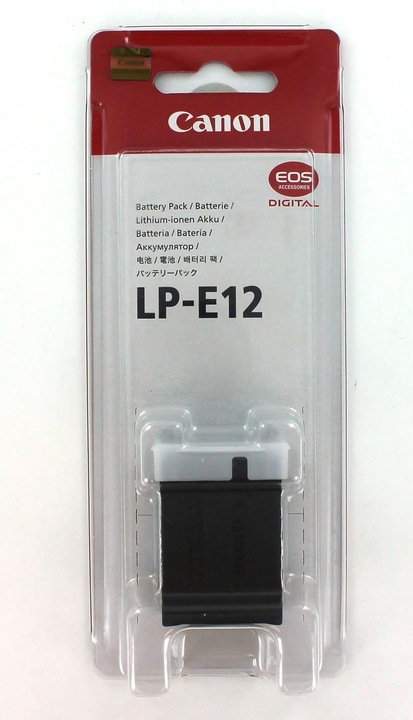 Canon
Canon
EOS
ACCESSORIES
DIGITAL
Battery Pack / Batterie /
Lithium-ionen Akku /
Batteria / Batería /
Аккумулятор /
电池 / 電池 / 배터리 팩 /
バッテリーパック
LP-E12
Canon